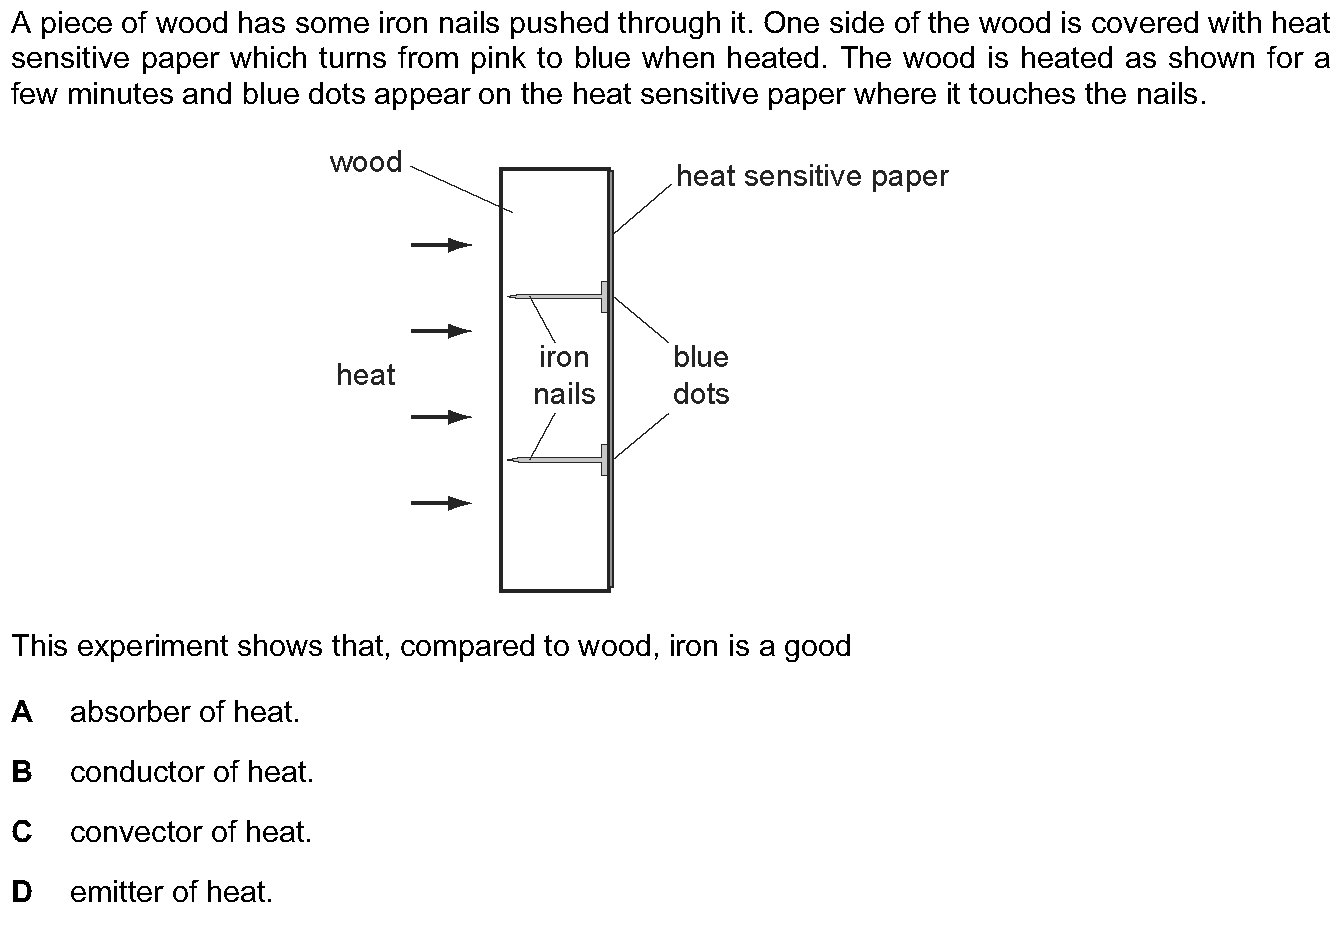 A piece of wood has some iron nails pushed through it. One side of the wood is covered with heat
sensitive paper which turns from pink to blue when heated. The wood is heated as shown for a
few minutes and blue dots appear on the heat sensitive paper where it touches the nails.
wood
heat sensitive paper
iron
nails
blue
dots
heat
This experiment shows that, compared to wood, iron is a good
A absorber of heat.
B conductor of heat.
C convector of heat.
D emitter of heat.